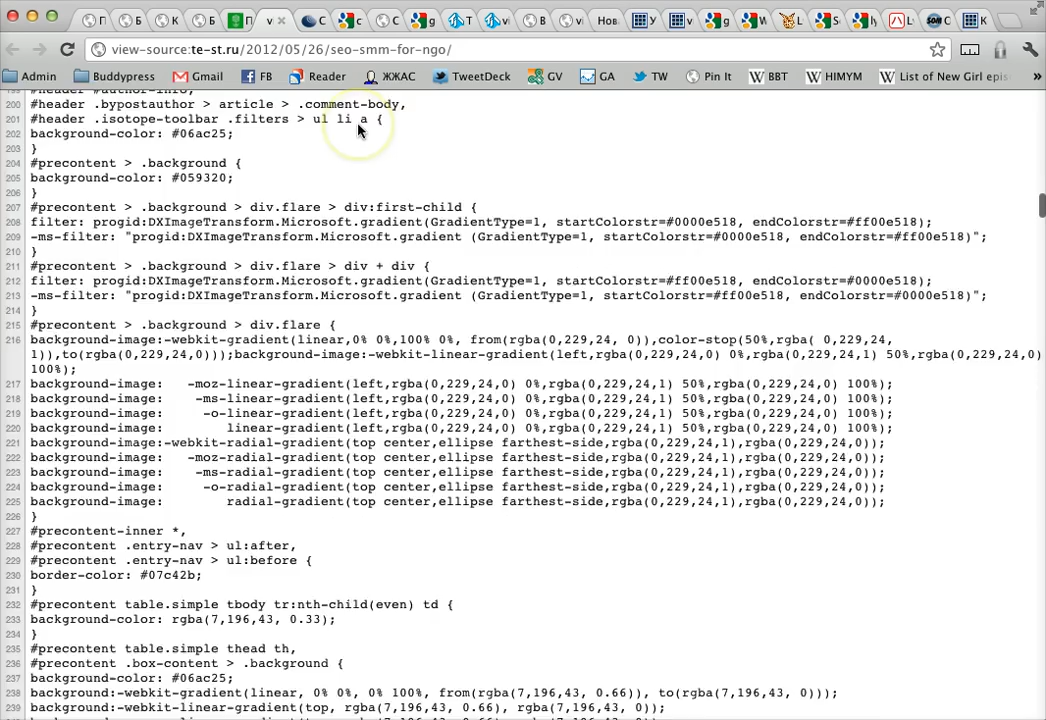 П
v
К
Б
П
v
С
С
g
Т
vi
В
vi
Нов
У
v
g
W
L
S
ly
SOM
К
view-source:te-st.ru/2012/05/26/seo-smm-for-ngo/
Admin Buddypress Gmail FB Reader ЖЖАС TweetDeck GV GA TW Pin It BBT HIMYM List of New Girl epis »
199 #header #author-info,
200 #header .bypostauthor > article > .comment-body,
201 #header .isotope-toolbar .filters > ul li a {
202 background-color: #06ac25;
203 }
204 #precontent > .background {
205 background-color: #059320;
206 }
207 #precontent > .background > div.flare > div:first-child {
208 filter: progid:DXImageTransform.Microsoft.gradient(GradientType=1, startColorstr=#0000e518, endColorstr=#ff00e518);
209 -ms-filter: "progid:DXImageTransform.Microsoft.gradient (GradientType=1, startColorstr=#0000e518, endColorstr=#ff00e518)";
210 }
211 #precontent > .background > div.flare > div + div {
212 filter: progid:DXImageTransform.Microsoft.gradient(GradientType=1, startColorstr=#ff00e518, endColorstr=#0000e518);
213 -ms-filter: "progid:DXImageTransform.Microsoft.gradient (GradientType=1, startColorstr=#ff00e518, endColorstr=#0000e518)";
214 }
215 #precontent > .background > div.flare {
216 background-image:-webkit-gradient(linear,0% 0%,100% 0%, from(rgba(0,229,24, 0)),color-stop(50%,rgba( 0,229,24,
1)),to(rgba(0,229,24,0)));background-image:-webkit-linear-gradient(left,rgba(0,229,24,0) 0%,rgba(0,229,24,1) 50%,rgba(0,229,24,0)
100%);
217 background-image: -moz-linear-gradient(left,rgba(0,229,24,0) 0%,rgba(0,229,24,1) 50%,rgba(0,229,24,0) 100%);
218 background-image: -ms-linear-gradient(left,rgba(0,229,24,0) 0%,rgba(0,229,24,1) 50%,rgba(0,229,24,0) 100%);
219 background-image: -o-linear-gradient(left,rgba(0,229,24,0) 0%,rgba(0,229,24,1) 50%,rgba(0,229,24,0) 100%);
220 background-image: linear-gradient(left,rgba(0,229,24,0) 0%,rgba(0,229,24,1) 50%,rgba(0,229,24,0) 100%);
221 background-image:-webkit-radial-gradient(top center,ellipse farthest-side,rgba(0,229,24,1),rgba(0,229,24,0));
222 background-image: -moz-radial-gradient(top center,ellipse farthest-side,rgba(0,229,24,1),rgba(0,229,24,0));
223 background-image: -ms-radial-gradient(top center,ellipse farthest-side,rgba(0,229,24,1),rgba(0,229,24,0));
224 background-image: -o-radial-gradient(top center,ellipse farthest-side,rgba(0,229,24,1),rgba(0,229,24,0));
225 background-image: radial-gradient(top center,ellipse farthest-side,rgba(0,229,24,1),rgba(0,229,24,0));
226 }
227 #precontent-inner *,
228 #precontent .entry-nav > ul:after,
229 #precontent .entry-nav > ul:before {
230 border-color: #07c42b;
231 }
232 #precontent table.simple tbody tr:nth-child(even) td {
233 background-color: rgba(7,196,43, 0.33);
234 }
235 #precontent table.simple thead th,
236 #precontent .box-content > .background {
237 background-color: #06ac25;
238 background:-webkit-gradient(linear, 0% 0%, 0% 100%, from(rgba(7,196,43, 0.66)), to(rgba(7,196,43, 0)));
239 background:-webkit-linear-gradient(top, rgba(7,196,43, 0.66), rgba(7,196,43, 0));